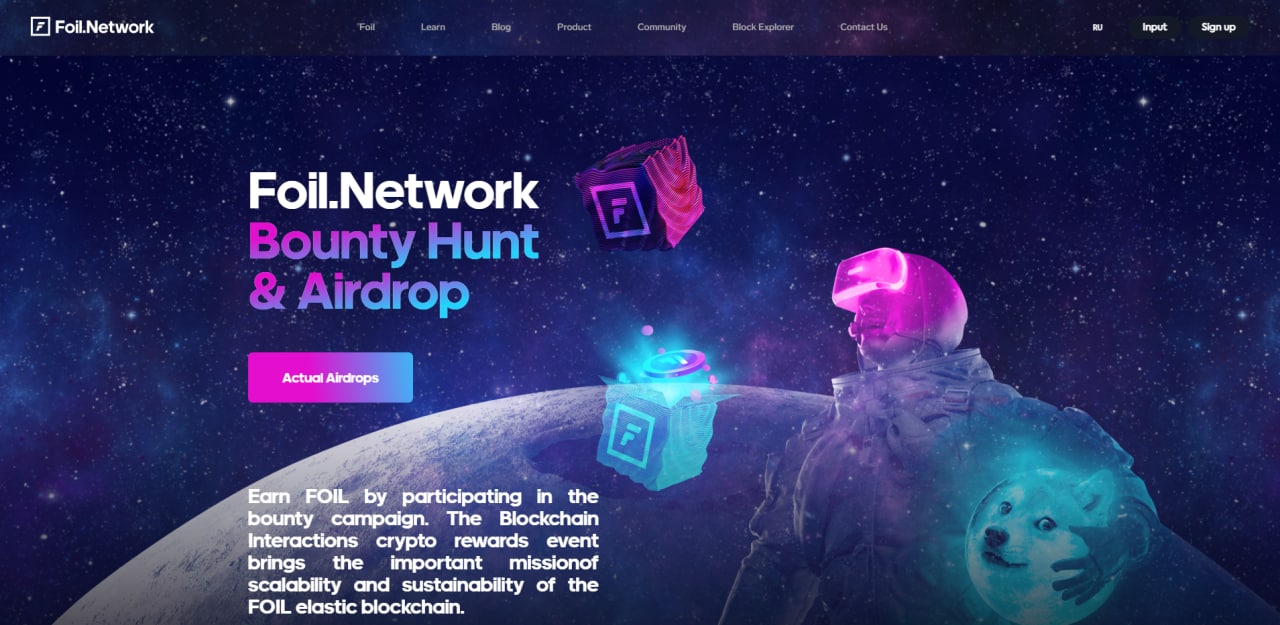 Foil.Network
Foil
Learn
Blog
Product
Community
Block Explorer
Contact Us
RU
Input
Sign up
Foil.Network
Bounty Hunt
& Airdrop
Actual Airdrops
Earn FOIL by participating in the
bounty campaign. The Blockchain
Interactions crypto rewards event
brings the important missionof
scalability and sustainability of the
FOIL elastic blockchain.